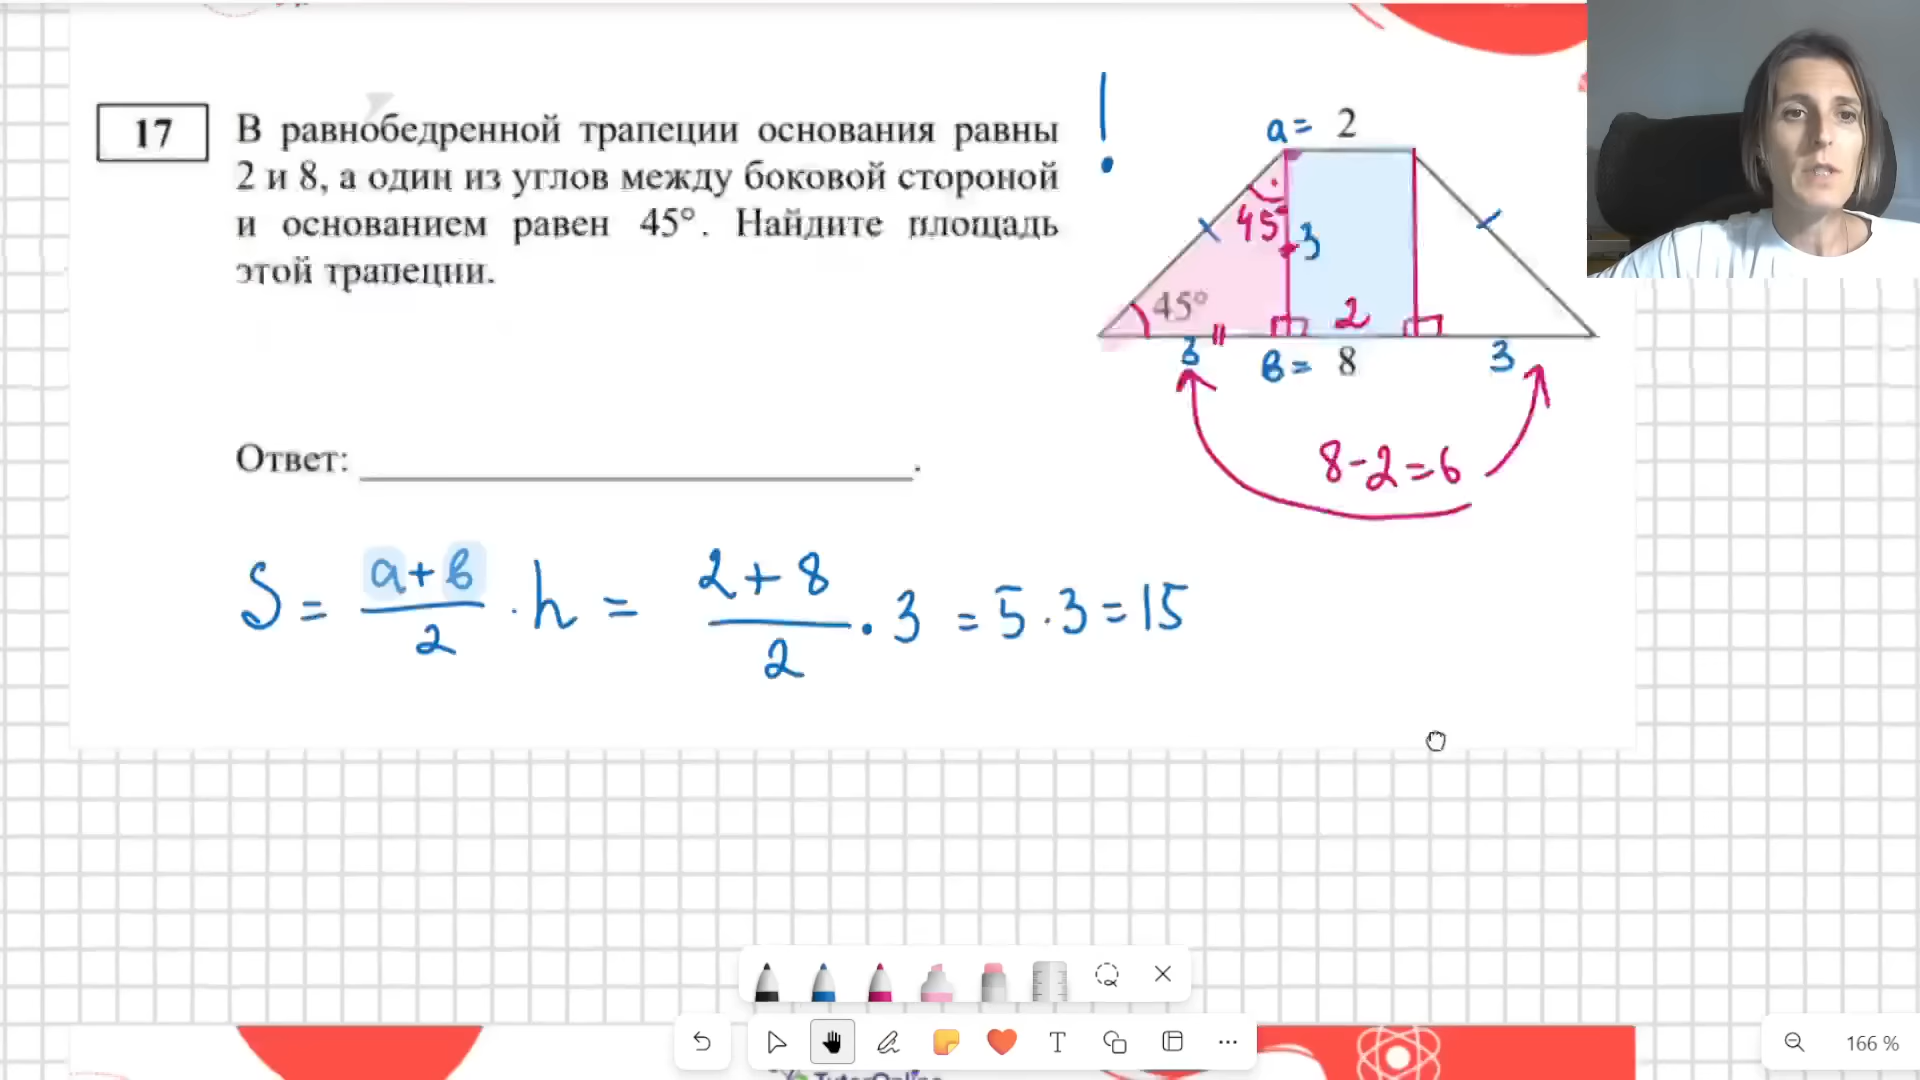 17
В равнобедренной трапеции основания равны
2 и 8, а один из углов между боковой стороной
и основанием равен 45°. Найдите площадь
этой трапеции.
!
a = 2
45°
3
45°
2
3
в = 8
3
8-2=6
Ответ: ____________________.
S = a+в/2 · h = 2+8/2 · 3 = 5·3=15
T
166 %
TutorOnline